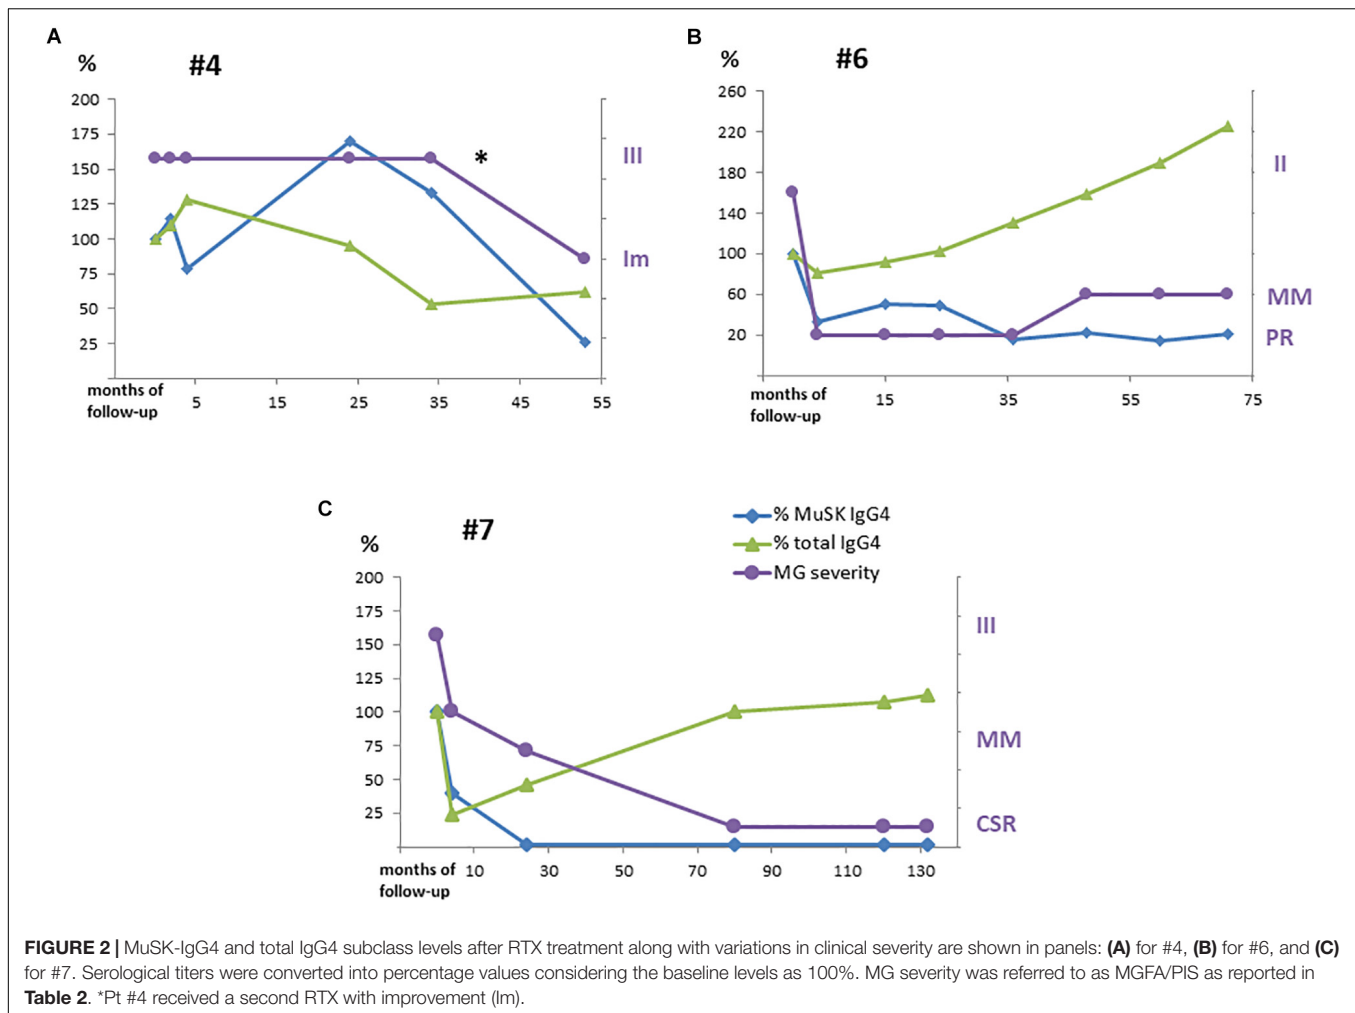 A
%
#4
200
175
150
125
100
75
50
25
*
III
Im
months of
follow-up
5 15 25 35 45 55
B
%
#6
260
220
180
140
100
60
20
II
MM
PR
months of
follow-up
15 35 55 75
C
%
#7
% MuSK IgG4
% total IgG4
MG severity
200
175
150
125
100
75
50
25
III
MM
CSR
months of
follow-up
10 30 50 70 90 110 130
FIGURE 2 | MuSK-IgG4 and total IgG4 subclass levels after RTX treatment along with variations in clinical severity are shown in panels: (A) for #4, (B) for #6, and (C)
for #7. Serological titers were converted into percentage values considering the baseline levels as 100%. MG severity was referred to as MGFA/PIS as reported in
Table 2. *Pt #4 received a second RTX with improvement (Im).